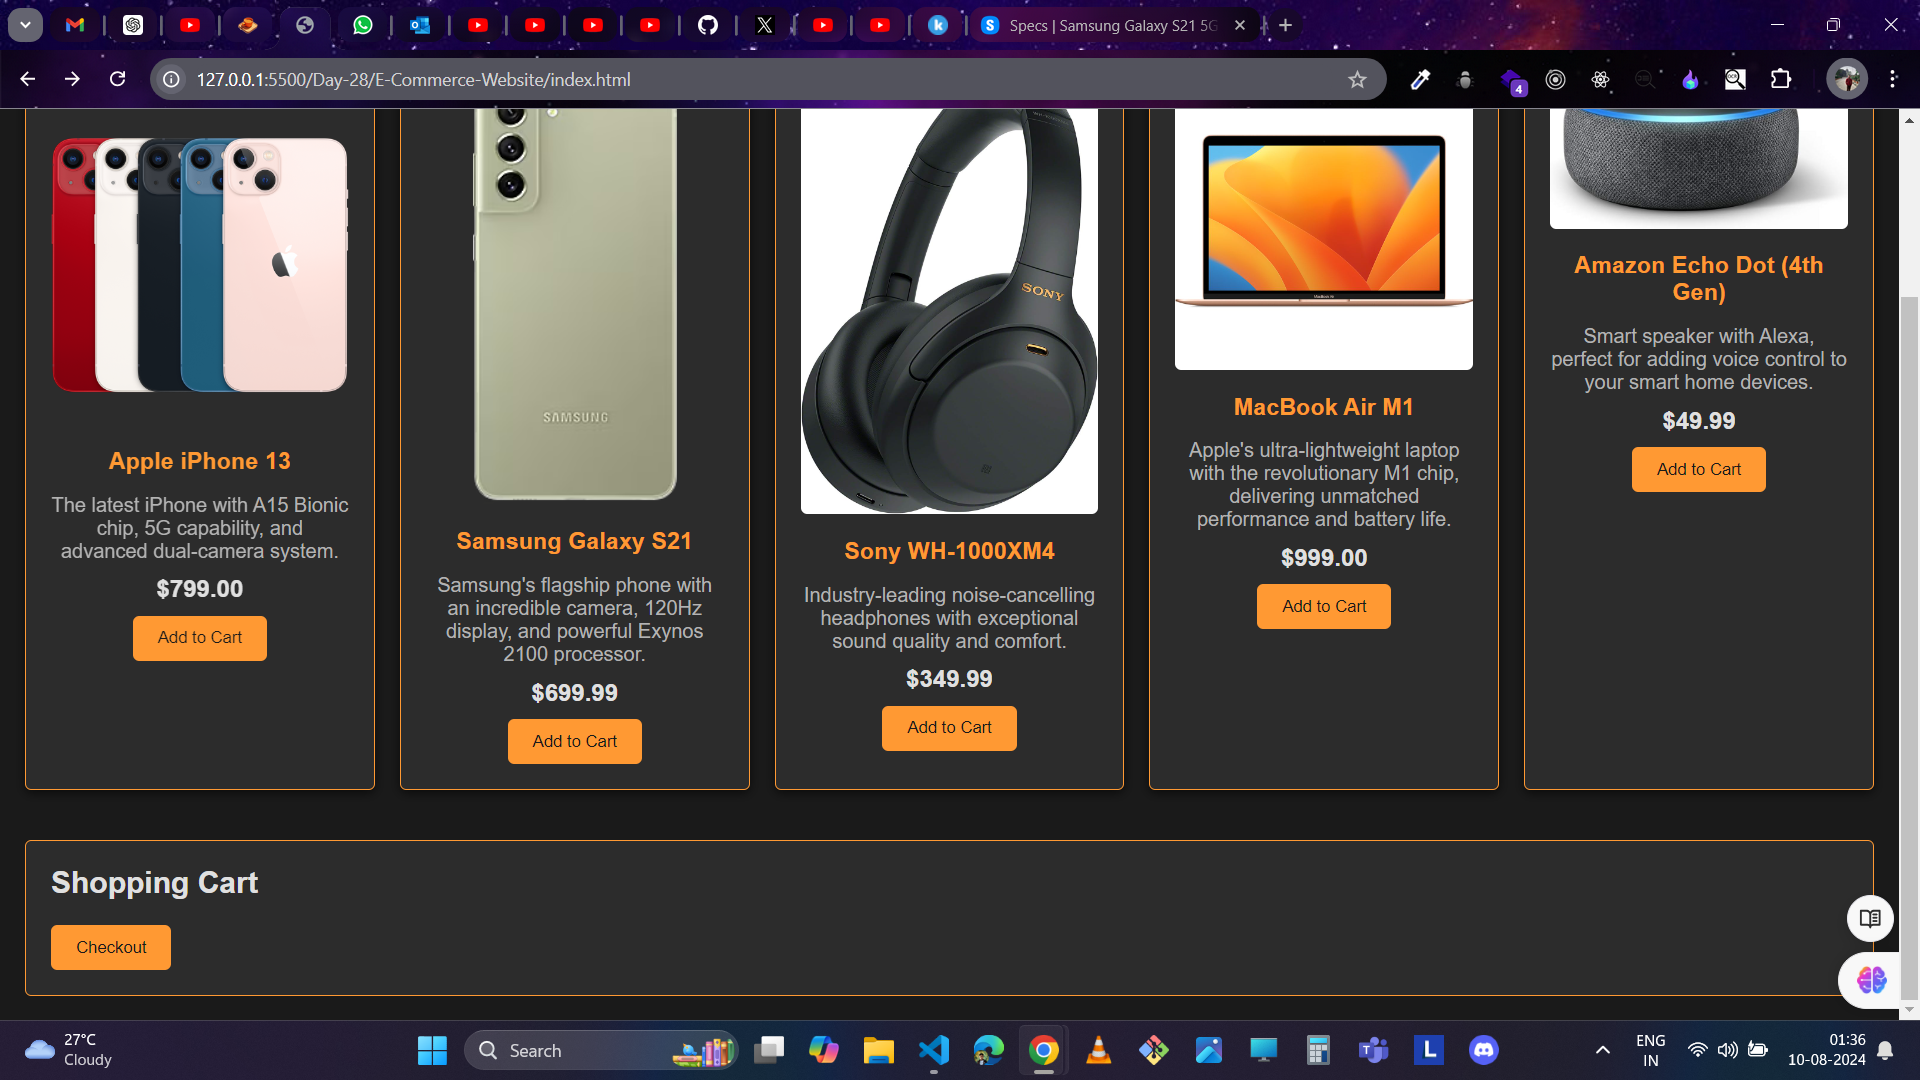 Specs | Samsung Galaxy S21 5G
127.0.0.1:5500/Day-28/E-Commerce-Website/index.html
4
SAMSUNG
SONY
Apple iPhone 13
The latest iPhone with A15 Bionic
chip, 5G capability, and
advanced dual-camera system.
$799.00
Add to Cart
Samsung Galaxy S21
Samsung's flagship phone with
an incredible camera, 120Hz
display, and powerful Exynos
2100 processor.
$699.99
Add to Cart
Sony WH-1000XM4
Industry-leading noise-cancelling
headphones with exceptional
sound quality and comfort.
$349.99
Add to Cart
MacBook Air M1
Apple's ultra-lightweight laptop
with the revolutionary M1 chip,
delivering unmatched
performance and battery life.
$999.00
Add to Cart
Amazon Echo Dot (4th
Gen)
Smart speaker with Alexa,
perfect for adding voice control to
your smart home devices.
$49.99
Add to Cart
Shopping Cart
Checkout
27°C
Cloudy
Search
ENG
IN
01:36
10-08-2024